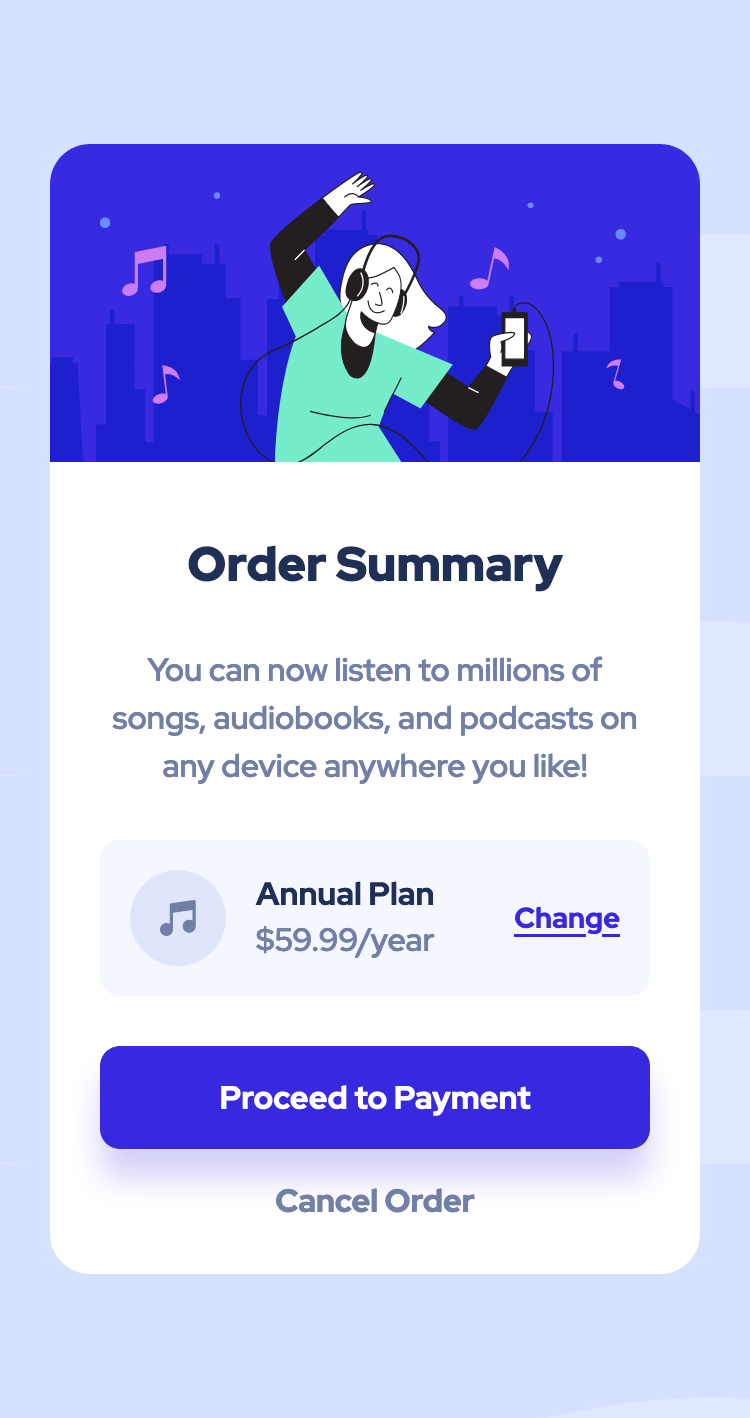 Order Summary
You can now listen to millions of
songs, audiobooks, and podcasts on
any device anywhere you like!
Annual Plan
$59.99/year
Change
Proceed to Payment
Cancel Order